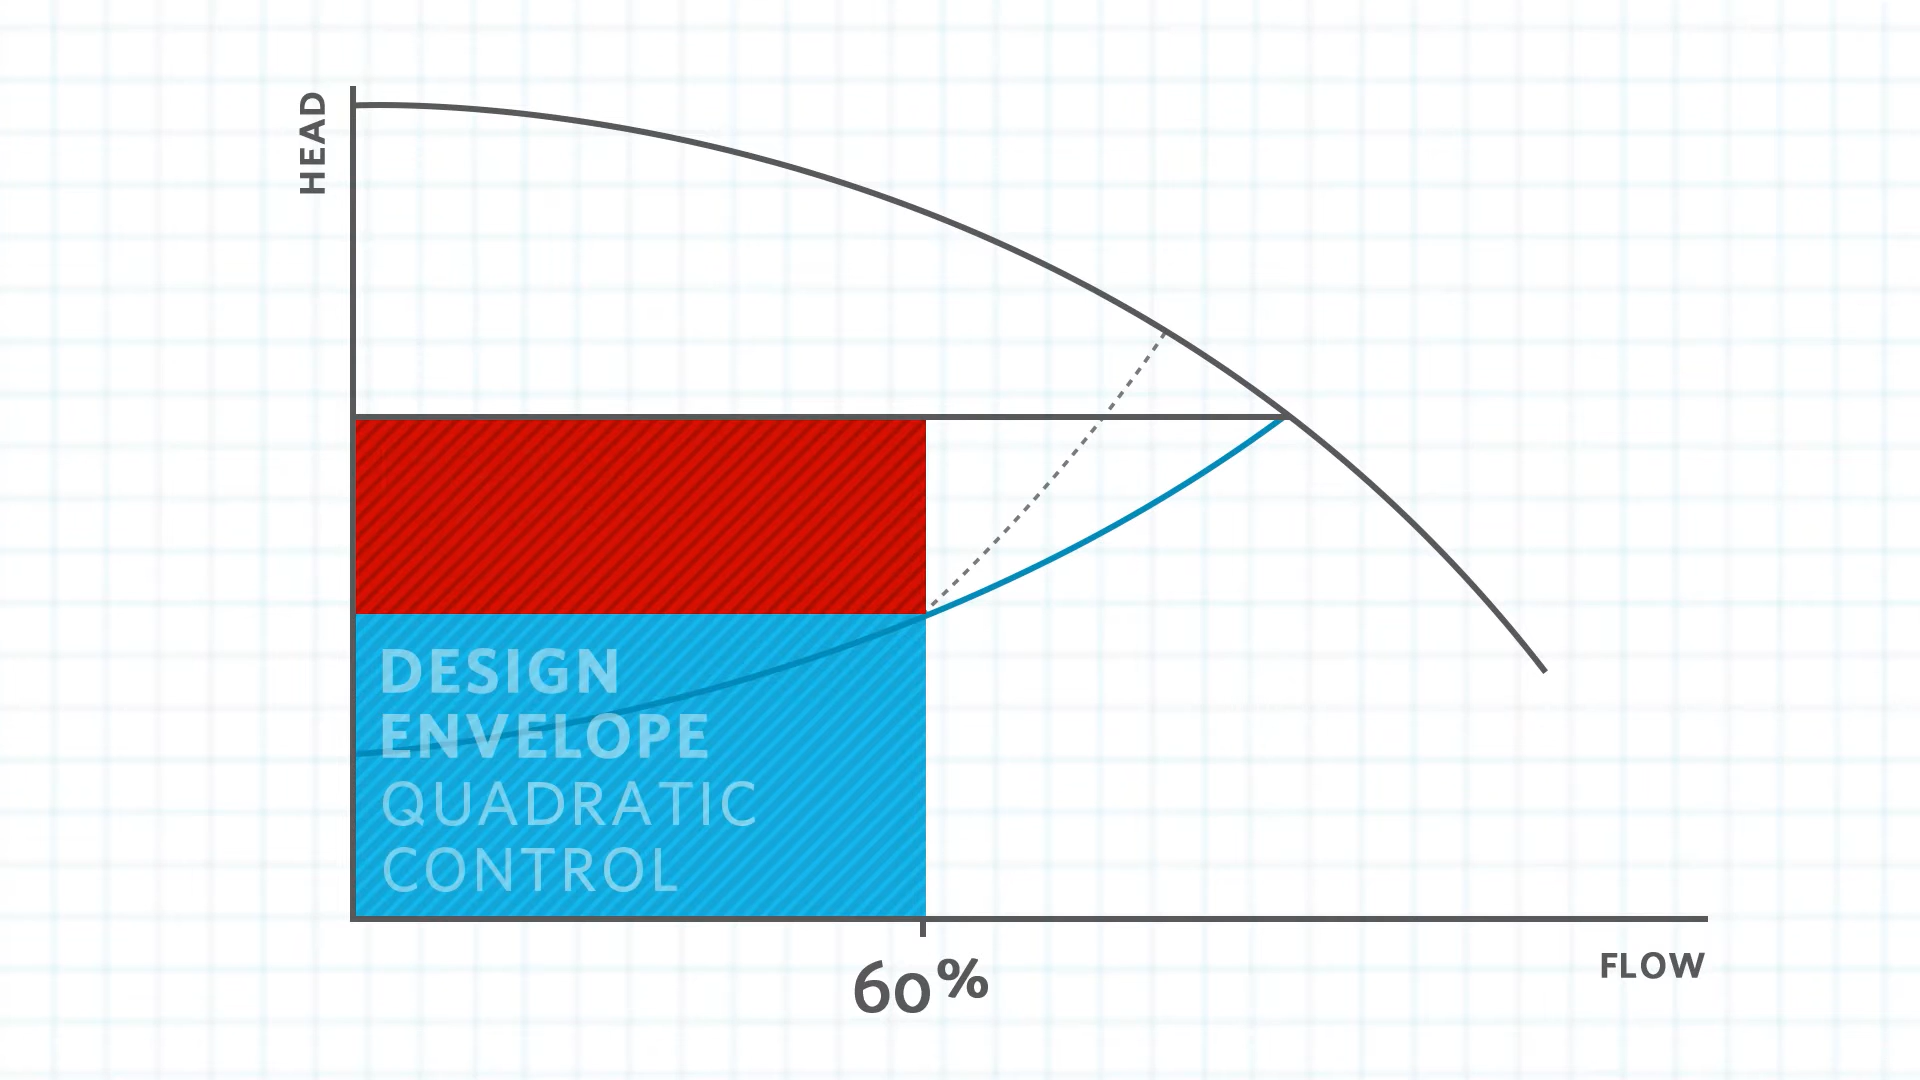 HEAD
DESIGN
ENVELOPE
QUADRATIC
CONTROL
60%
FLOW